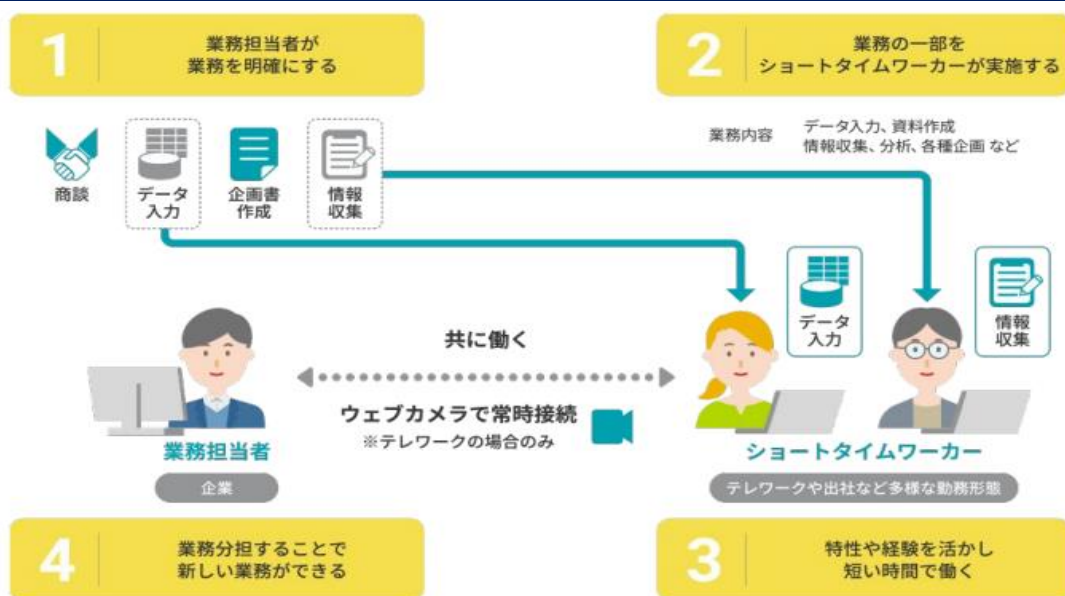 1
業務担当者が
業務を明確にする
2
業務の一部を
ショートタイムワーカーが実施する
商談
データ
入力
企画書
作成
情報
収集
業務内容
データ入力、資料作成
情報収集、分析、各種企画 など
データ
入力
情報
収集
共に働く
ウェブカメラで常時接続
※テレワークの場合のみ
業務担当者
企業
ショートタイムワーカー
テレワークや出社など多様な勤務形態
4
業務分担することで
新しい業務ができる
3
特性や経験を活かし
短い時間で働く